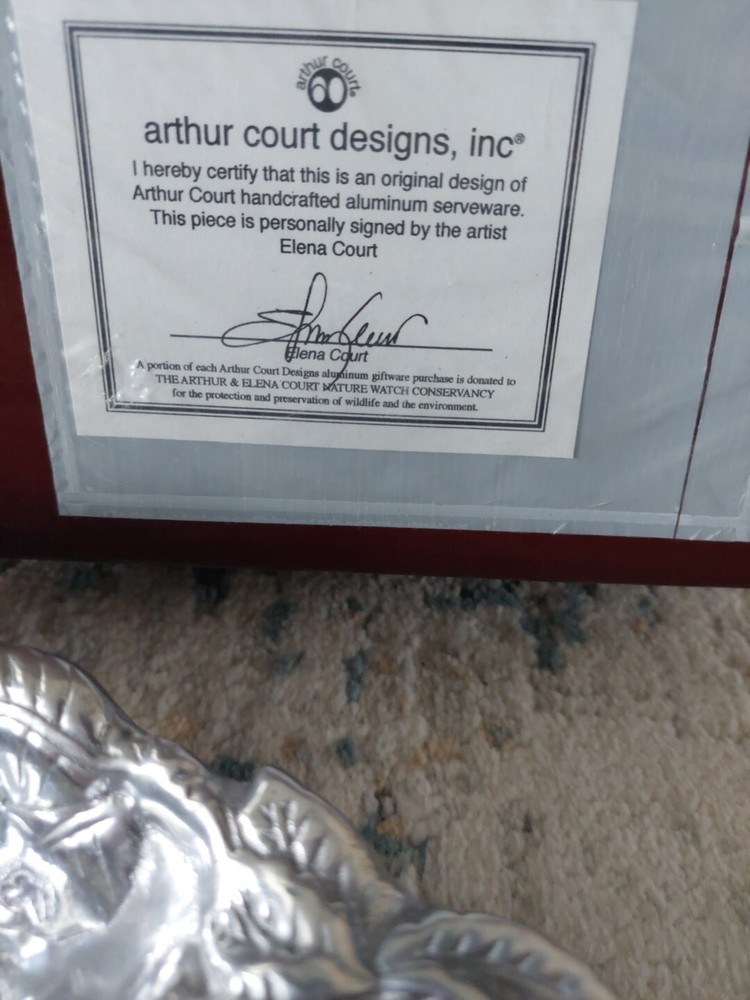 arthur court®
60
arthur court designs, inc®
I hereby certify that this is an original design of
Arthur Court handcrafted aluminum serveware.
This piece is personally signed by the artist
Elena Court
Elena Court
A portion of each Arthur Court Designs aluminum giftware purchase is donated to
THE ARTHUR & ELENA COURT NATURE WATCH CONSERVANCY
for the protection and preservation of wildlife and the environment.